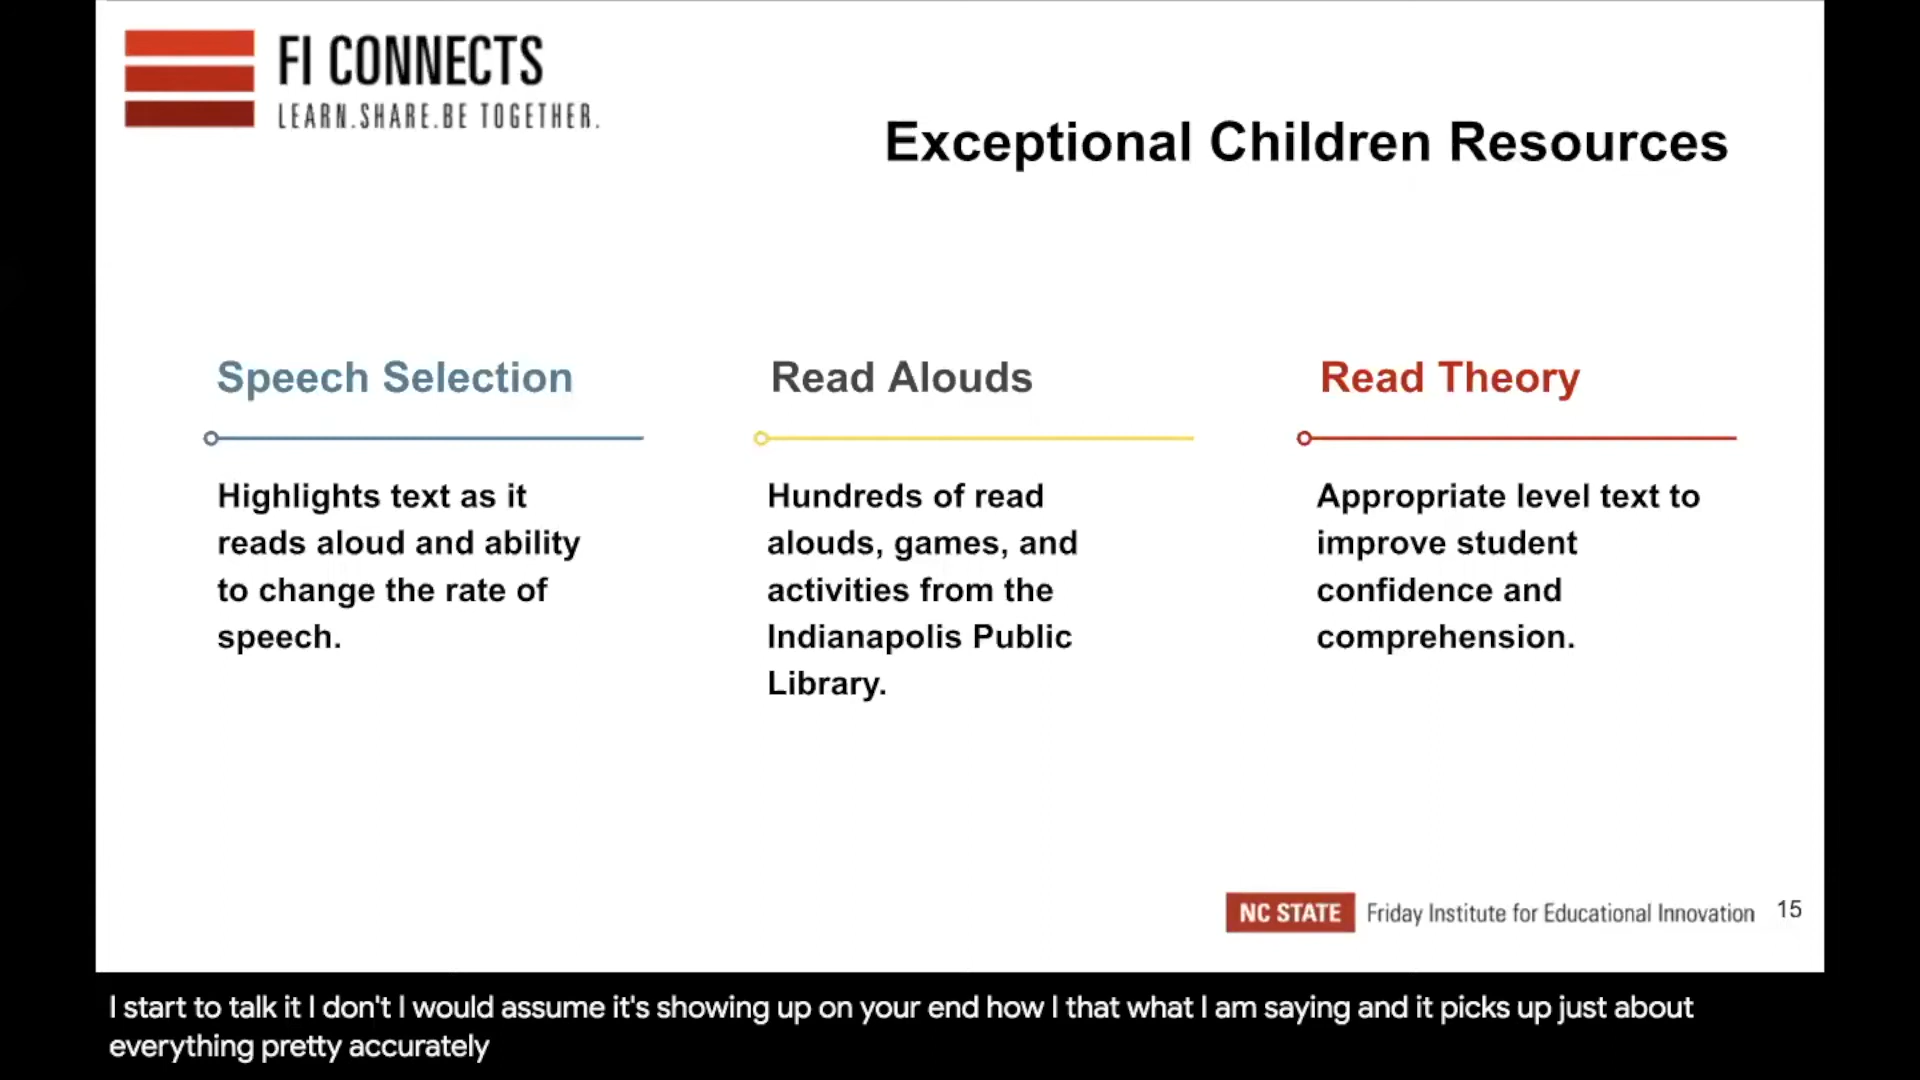 FI CONNECTS
LEARN.SHARE.BE TOGETHER.
Exceptional Children Resources
Speech Selection
Highlights text as it
reads aloud and ability
to change the rate of
speech.
Read Alouds
Hundreds of read
alouds, games, and
activities from the
Indianapolis Public
Library.
Read Theory
Appropriate level text to
improve student
confidence and
comprehension.
NC STATE Friday Institute for Educational Innovation 15
I start to talk it I don't I would assume it's showing up on your end how I that what I am saying and it picks up just about
everything pretty accurately